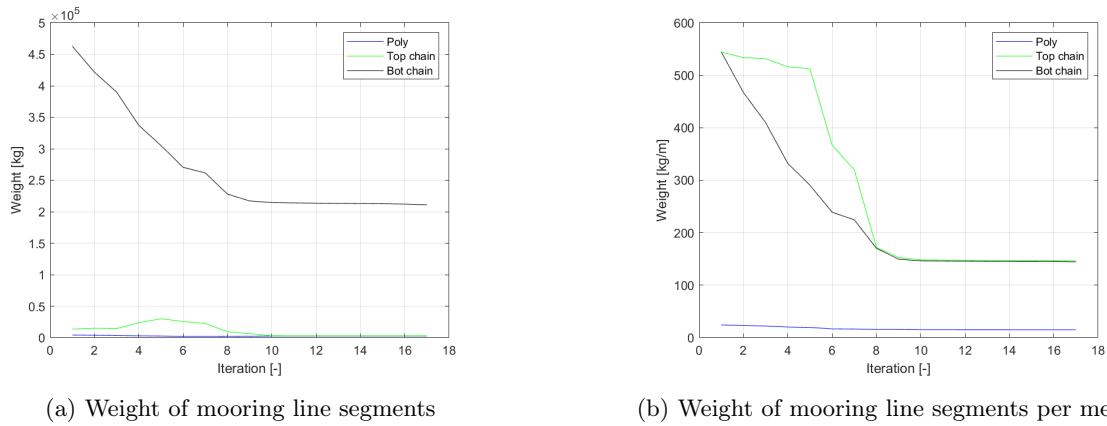 ×10⁵
5
4.5
4
3.5
3
2.5
2
1.5
1
0.5
0
0 2 4 6 8 10 12 14 16 18
Weight [kg]
Iteration [-]
Poly
Top chain
Bot chain
(a) Weight of mooring line segments
600
500
400
300
200
100
0
0 2 4 6 8 10 12 14 16 18
Weight [kg/m]
Iteration [-]
Poly
Top chain
Bot chain
(b) Weight of mooring line segments per me